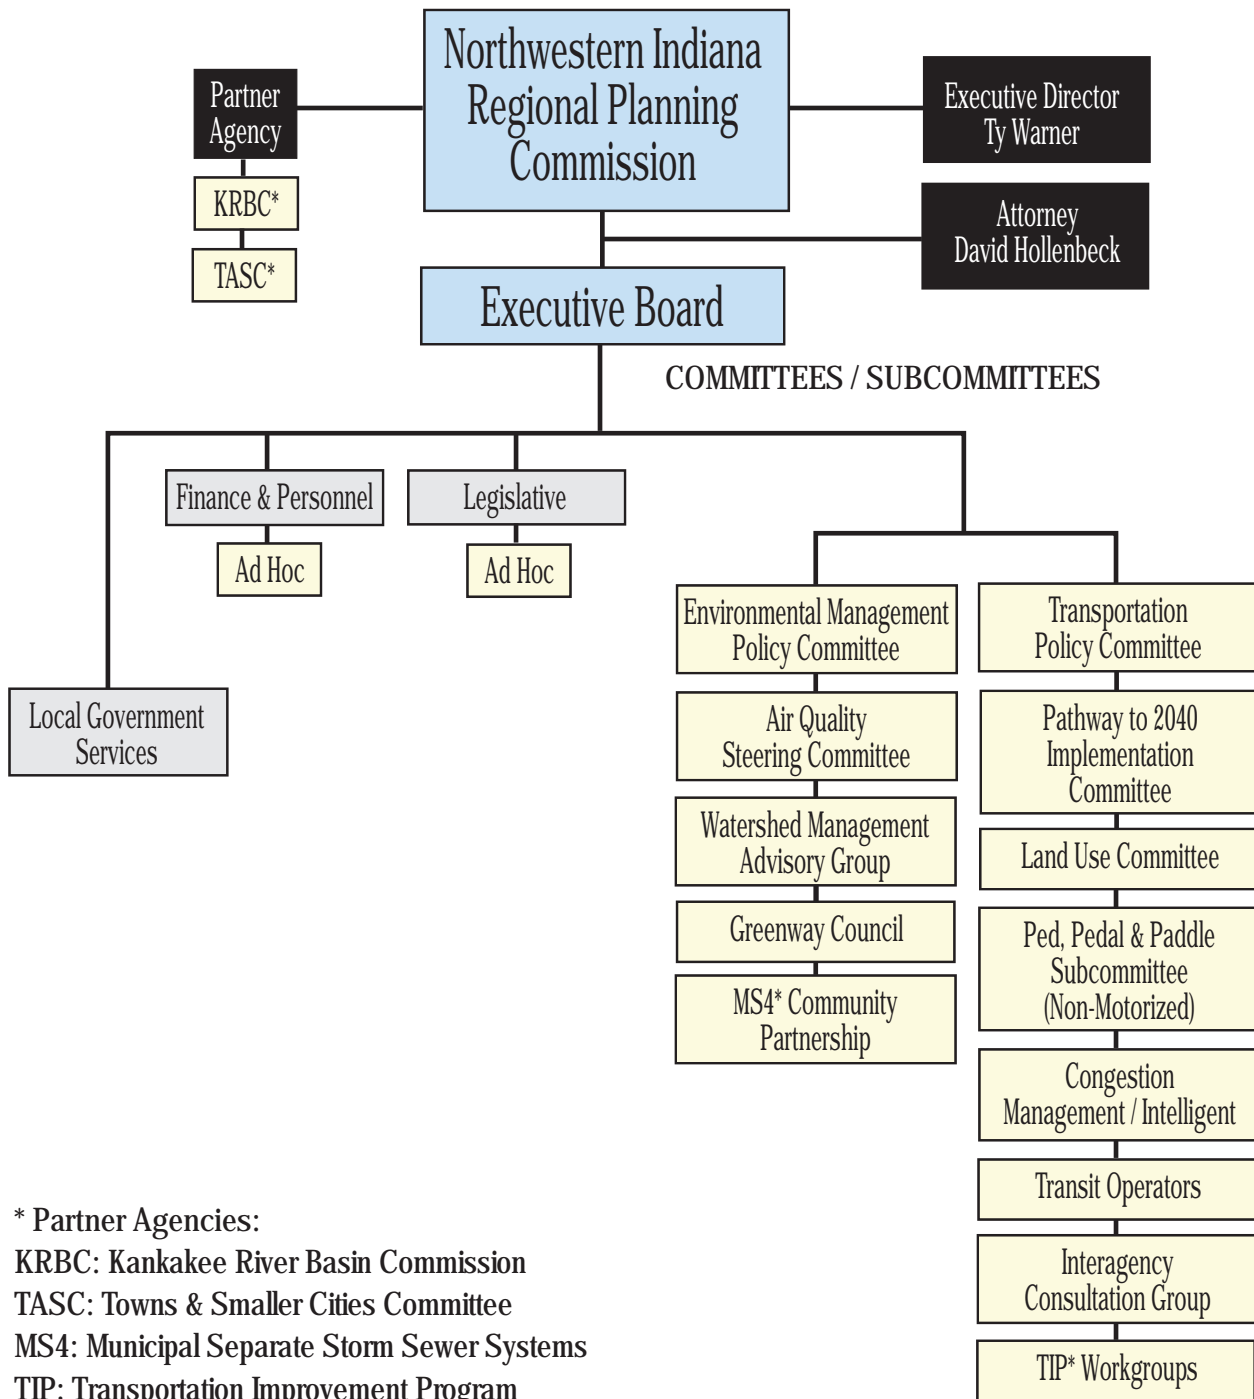 Northwestern Indiana
Regional Planning
Commission
Partner
Agency
KRBC*
TASC*
Executive Director
Ty Warner
Attorney
David Hollenbeck
Executive Board
COMMITTEES / SUBCOMMITTEES
Finance & Personnel
Ad Hoc
Legislative
Ad Hoc
Local Government
Services
Environmental Management
Policy Committee
Air Quality
Steering Committee
Watershed Management
Advisory Group
Greenway Council
MS4* Community
Partnership
Transportation
Policy Committee
Pathway to 2040
Implementation
Committee
Land Use Committee
Ped, Pedal & Paddle
Subcommittee
(Non-Motorized)
Congestion
Management / Intelligent
Transit Operators
Interagency
Consultation Group
TIP* Workgroups
* Partner Agencies:
KRBC: Kankakee River Basin Commission
TASC: Towns & Smaller Cities Committee
MS4: Municipal Separate Storm Sewer Systems
TIP: Transportation Improvement Program